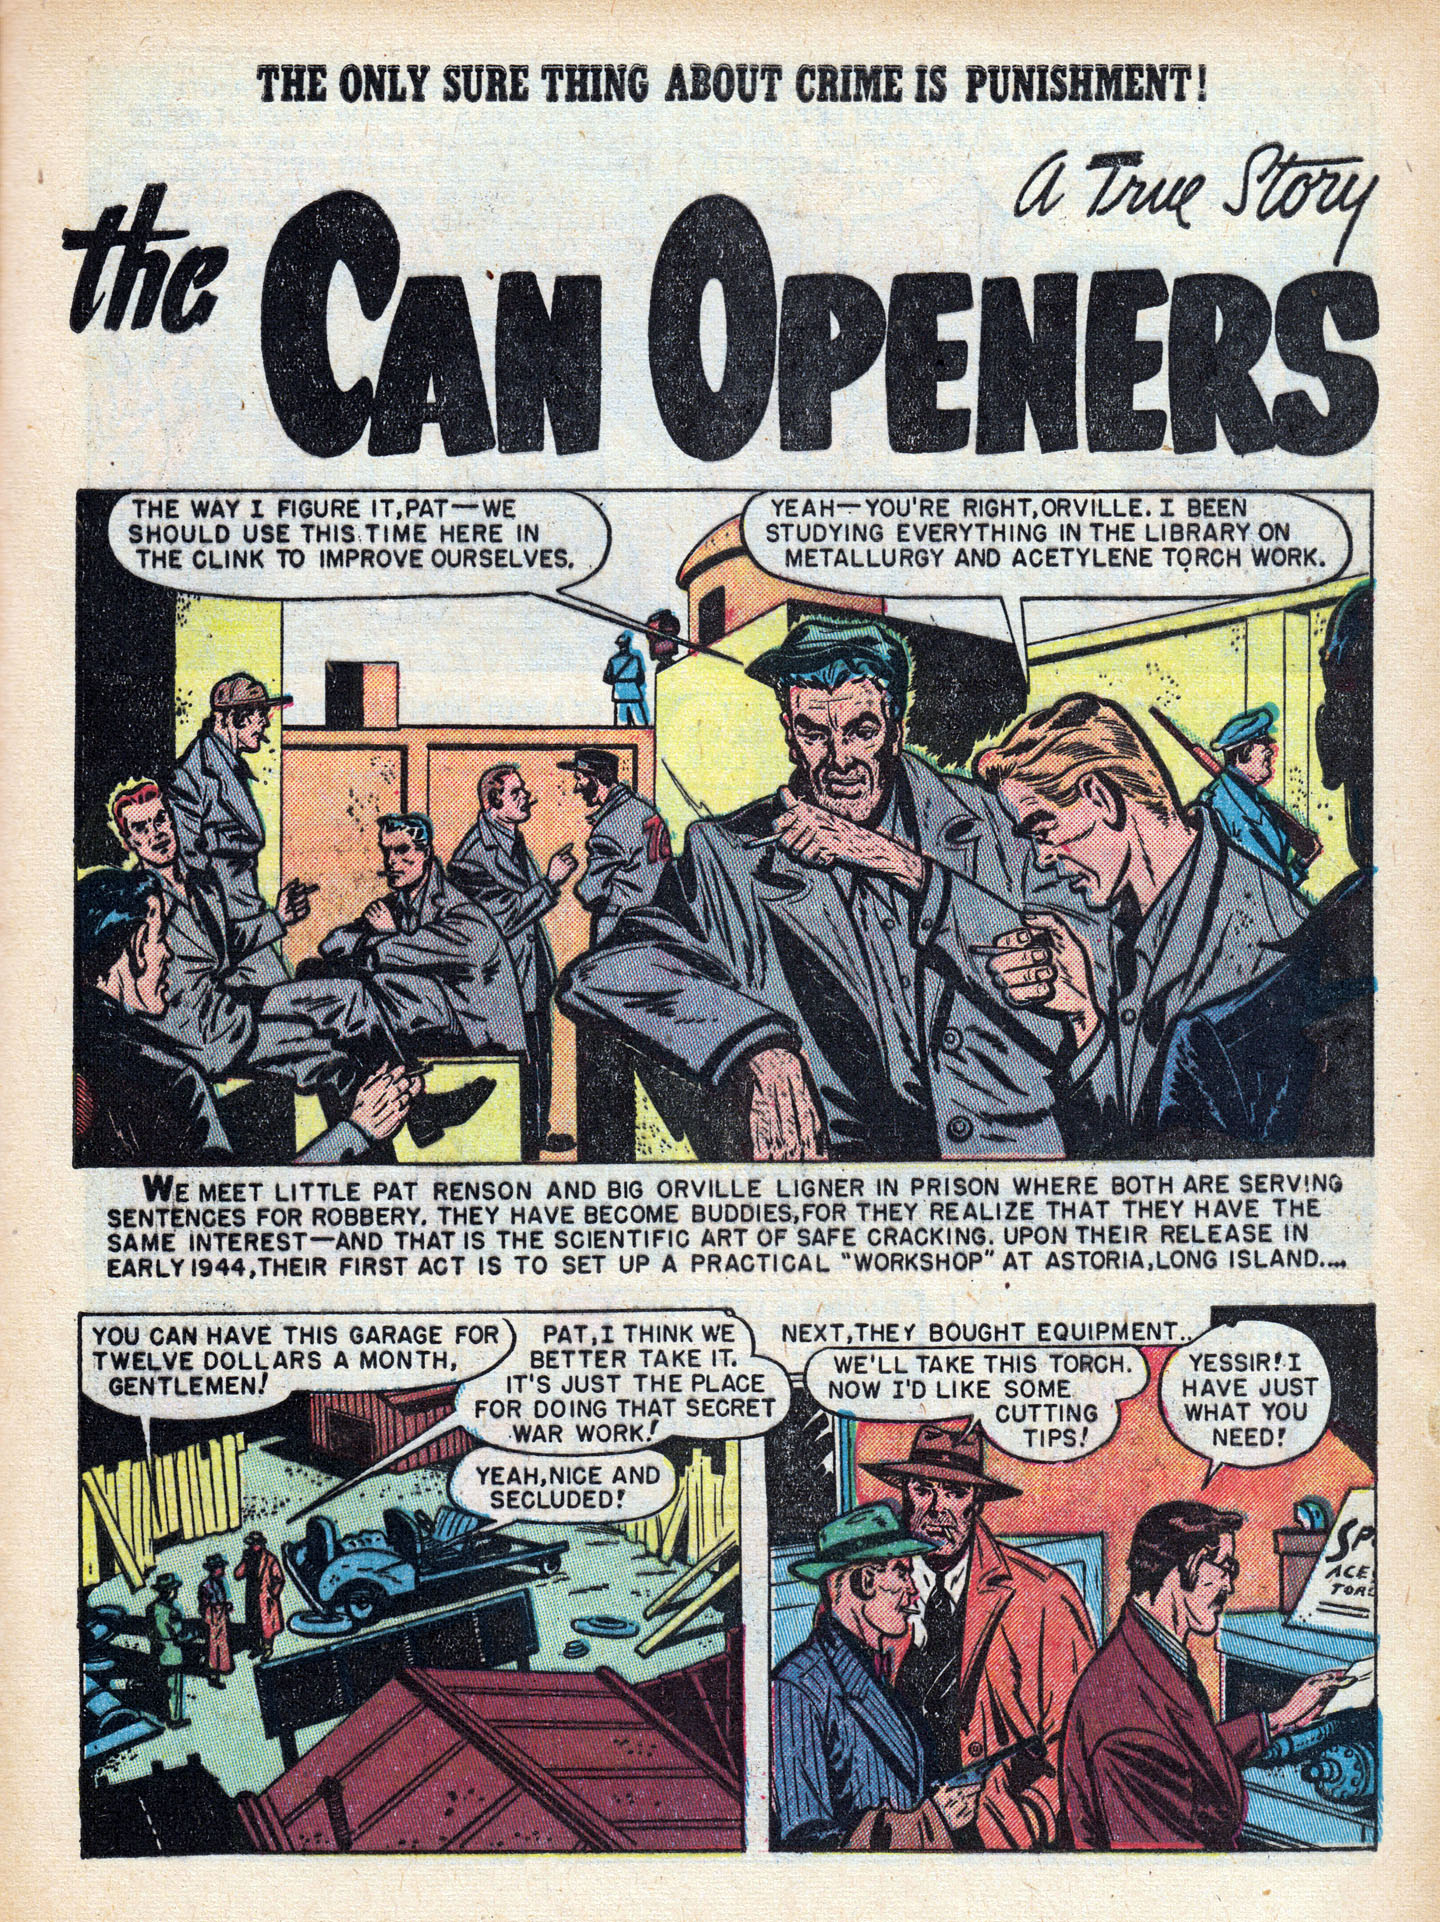 THE ONLY SURE THING ABOUT CRIME IS PUNISHMENT!
A True Story
the CAN OPENERS
THE WAY I FIGURE IT, PAT—WE
SHOULD USE THIS TIME HERE IN
THE CLINK TO IMPROVE OURSELVES.
YEAH—YOU'RE RIGHT, ORVILLE. I BEEN
STUDYING EVERYTHING IN THE LIBRARY ON
METALLURGY AND ACETYLENE TORCH WORK.
WE MEET LITTLE PAT RENSON AND BIG ORVILLE LIGNER IN PRISON WHERE BOTH ARE SERVING
SENTENCES FOR ROBBERY. THEY HAVE BECOME BUDDIES, FOR THEY REALIZE THAT THEY HAVE THE
SAME INTEREST—AND THAT IS THE SCIENTIFIC ART OF SAFE CRACKING. UPON THEIR RELEASE IN
EARLY 1944, THEIR FIRST ACT IS TO SET UP A PRACTICAL "WORKSHOP" AT ASTORIA, LONG ISLAND....
YOU CAN HAVE THIS GARAGE FOR
TWELVE DOLLARS A MONTH,
GENTLEMEN!
PAT, I THINK WE
BETTER TAKE IT.
IT'S JUST THE PLACE
FOR DOING THAT SECRET
WAR WORK!
YEAH, NICE AND
SECLUDED!
NEXT, THEY BOUGHT EQUIPMENT..
WE'LL TAKE THIS TORCH.
NOW I'D LIKE SOME
CUTTING
TIPS!
YESSIR! I
HAVE JUST
WHAT YOU
NEED!
SP
ACE
TORC